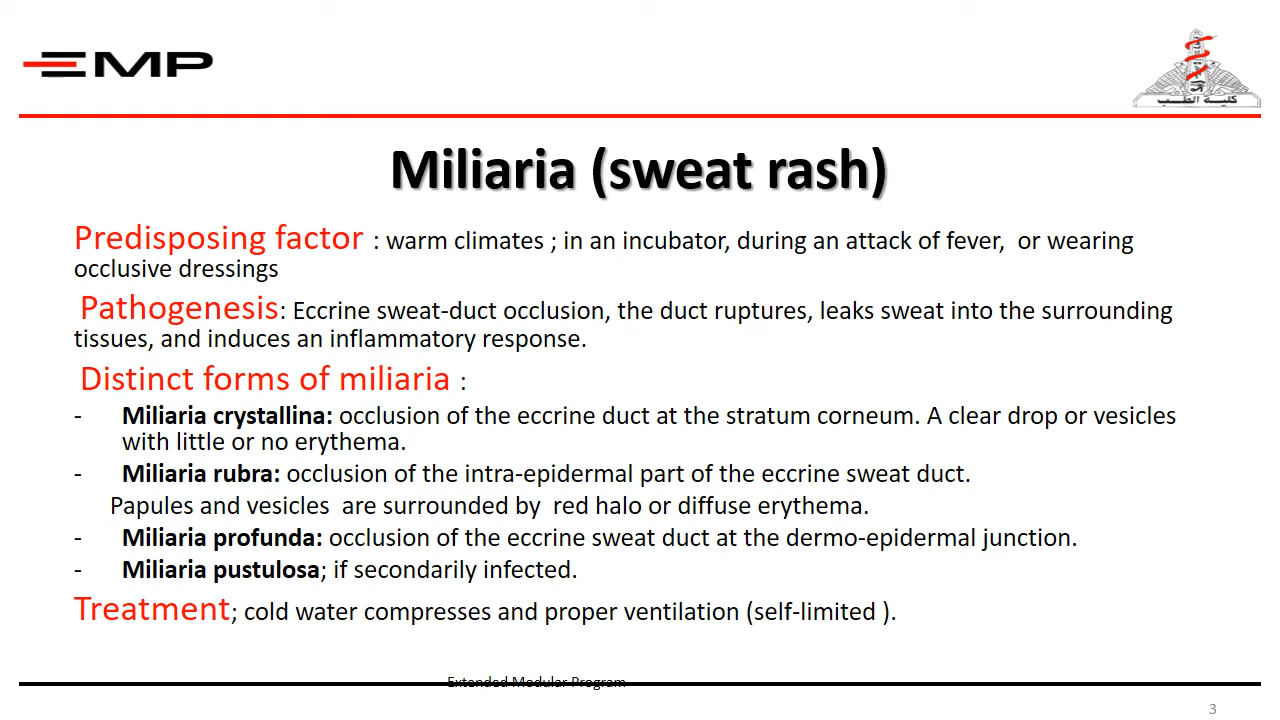 EMP
كلية الطب
Miliaria (sweat rash)
Predisposing factor : warm climates ; in an incubator, during an attack of fever, or wearing
occlusive dressings
Pathogenesis: Eccrine sweat-duct occlusion, the duct ruptures, leaks sweat into the surrounding
tissues, and induces an inflammatory response.
Distinct forms of miliaria :
- Miliaria crystallina: occlusion of the eccrine duct at the stratum corneum. A clear drop or vesicles
with little or no erythema.
- Miliaria rubra: occlusion of the intra-epidermal part of the eccrine sweat duct.
Papules and vesicles are surrounded by red halo or diffuse erythema.
- Miliaria profunda: occlusion of the eccrine sweat duct at the dermo-epidermal junction.
- Miliaria pustulosa; if secondarily infected.
Treatment; cold water compresses and proper ventilation (self-limited ).
Extended Modular Program
3